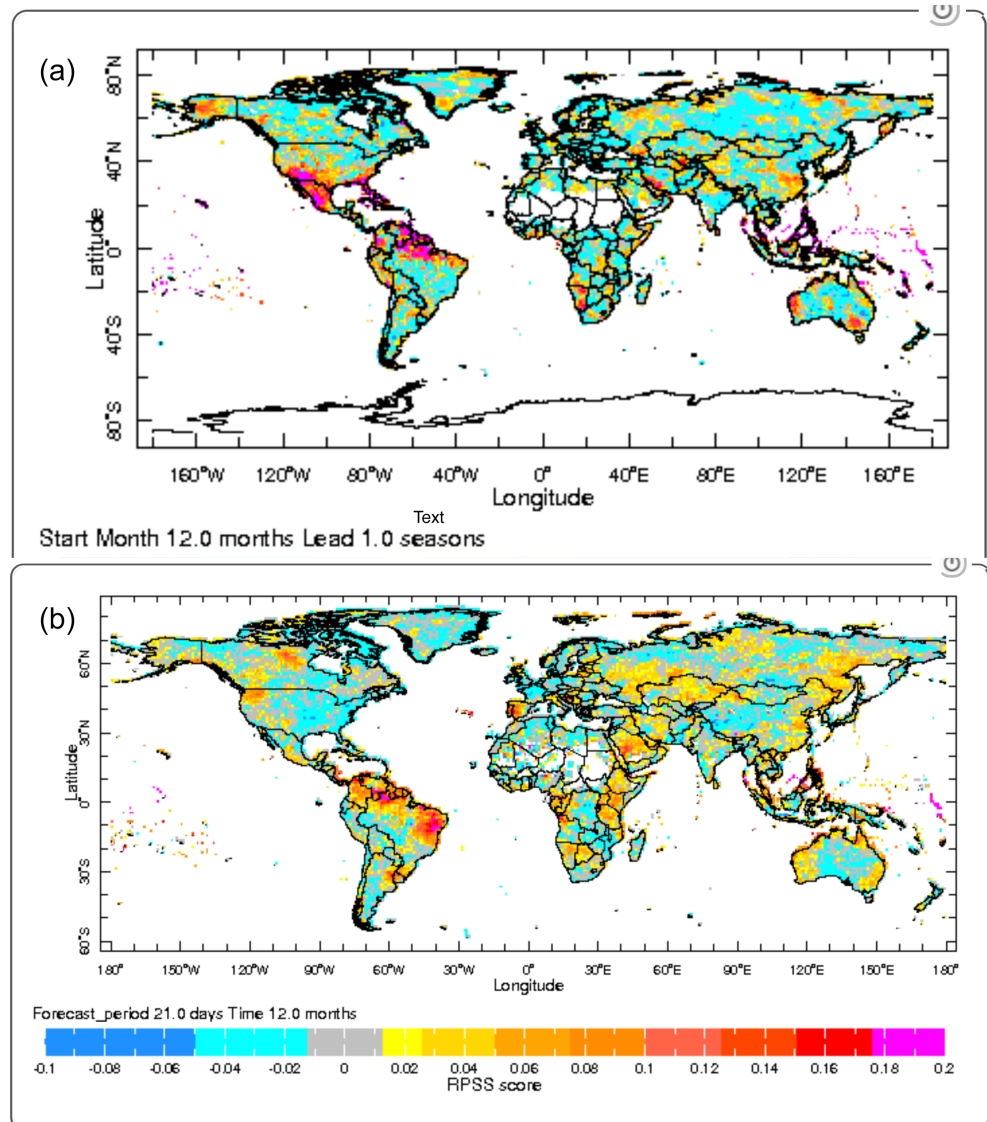 (a)
80°N
40°N
0°
40°S
80°S
Latitude
160°W 120°W 80°W 40°W 0° 40°E 80°E 120°E 160°E
Longitude
Text
Start Month 12.0 months Lead 1.0 seasons
(b)
60°N
30°N
0°
30°S
60°S
Latitude
180° 150°W 120°W 90°W 60°W 30°W 0° 30°E 60°E 90°E 120°E 150°E 180°
Longitude
Forecast_period 21.0 days Time 12.0 months
-0.1 -0.08 -0.06 -0.04 -0.02 0 0.02 0.04 0.06 0.08 0.1 0.12 0.14 0.16 0.18 0.2
RPSS score